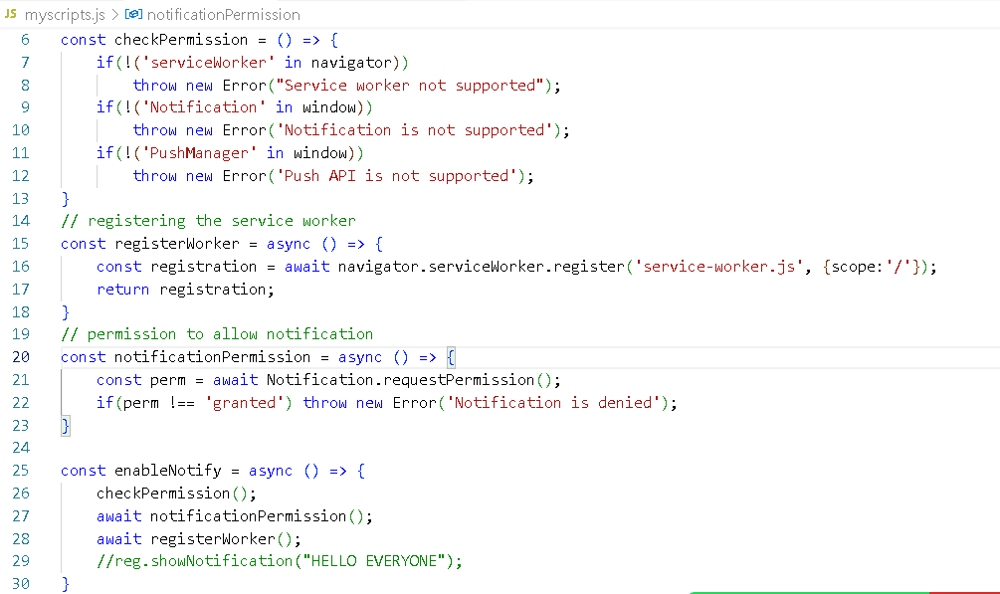 JS myscripts.js > notificationPermission
6 const checkPermission = () => {
7 if(!('serviceWorker' in navigator))
8 throw new Error("Service worker not supported");
9 if(!('Notification' in window))
10 throw new Error('Notification is not supported');
11 if(!('PushManager' in window))
12 throw new Error('Push API is not supported');
13 }
14 // registering the service worker
15 const registerWorker = async () => {
16 const registration = await navigator.serviceWorker.register('service-worker.js', {scope:'/'});
17 return registration;
18 }
19 // permission to allow notification
20 const notificationPermission = async () => {
21 const perm = await Notification.requestPermission();
22 if(perm !== 'granted') throw new Error('Notification is denied');
23 }
24
25 const enableNotify = async () => {
26 checkPermission();
27 await notificationPermission();
28 await registerWorker();
29 //reg.showNotification("HELLO EVERYONE");
30 }